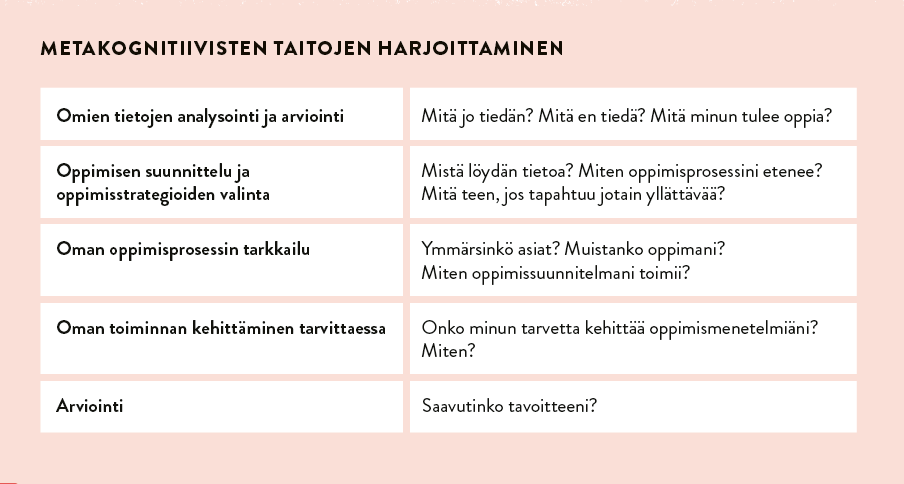 METAKOGNITIIVISTEN TAITOJEN HARJOITTAMINEN
Omien tietojen analysointi ja arviointi
Mitä jo tiedän? Mitä en tiedä? Mitä minun tulee oppia?
Oppimisen suunnittelu ja
oppimisstrategioiden valinta
Mistä löydän tietoa? Miten oppimisprosessini etenee?
Mitä teen, jos tapahtuu jotain yllättävää?
Oman oppimisprosessin tarkkailu
Ymmärsinkö asiat? Muistanko oppimani?
Miten oppimissuunnitelmani toimii?
Oman toiminnan kehittäminen tarvittaessa
Onko minun tarvetta kehittää oppimismenetelmiäni?
Miten?
Arviointi
Saavutinko tavoitteeni?